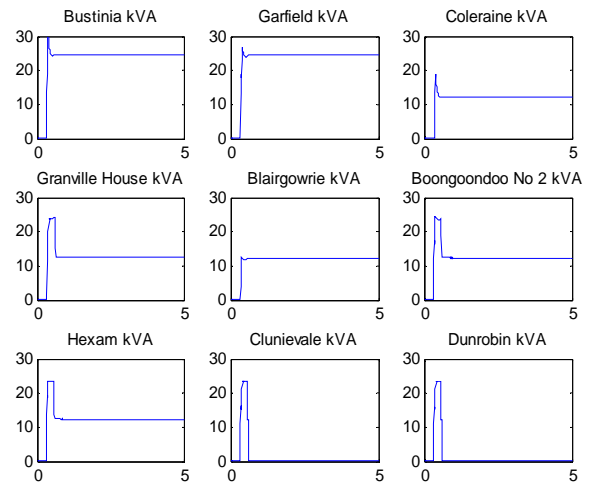 Bustinia kVA Garfield kVA Coleraine kVA
30 30 30
20 20 20
10 10 10
0 0 0
0 5 0 5 0 5
Granville House kVA Blairgowrie kVA Boongoondoo No 2 kVA
30 30 30
20 20 20
10 10 10
0 0 0
0 5 0 5 0 5
Hexam kVA Clunievale kVA Dunrobin kVA
30 30 30
20 20 20
10 10 10
0 0 0
0 5 0 5 0 5